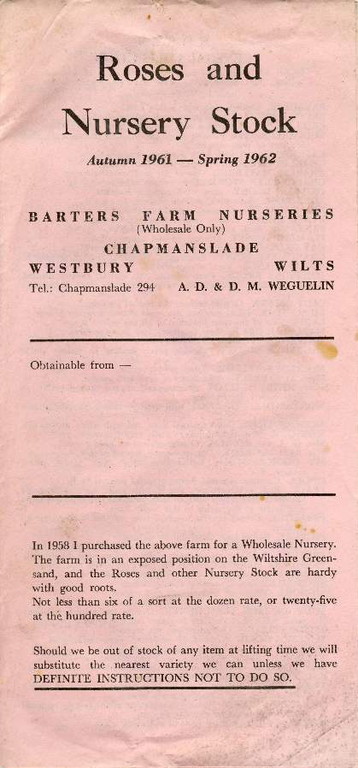 Roses and
Nursery Stock
Autumn 1961 — Spring 1962
BARTERS FARM NURSERIES
(Wholesale Only)
CHAPMANSLADE
WESTBURY WILTS
Tel.: Chapmanslade 294 A. D. & D. M. WEGUELIN
Obtainable from —
In 1958 I purchased the above farm for a Wholesale Nursery.
The farm is in an exposed position on the Wiltshire Green-
sand, and the Roses and other Nursery Stock are hardy
with good roots.
Not less than six of a sort at the dozen rate, or twenty-five
at the hundred rate.
Should we be out of stock of any item at lifting time we will
substitute the nearest variety we can unless we have
DEFINITE INSTRUCTIONS NOT TO DO SO.